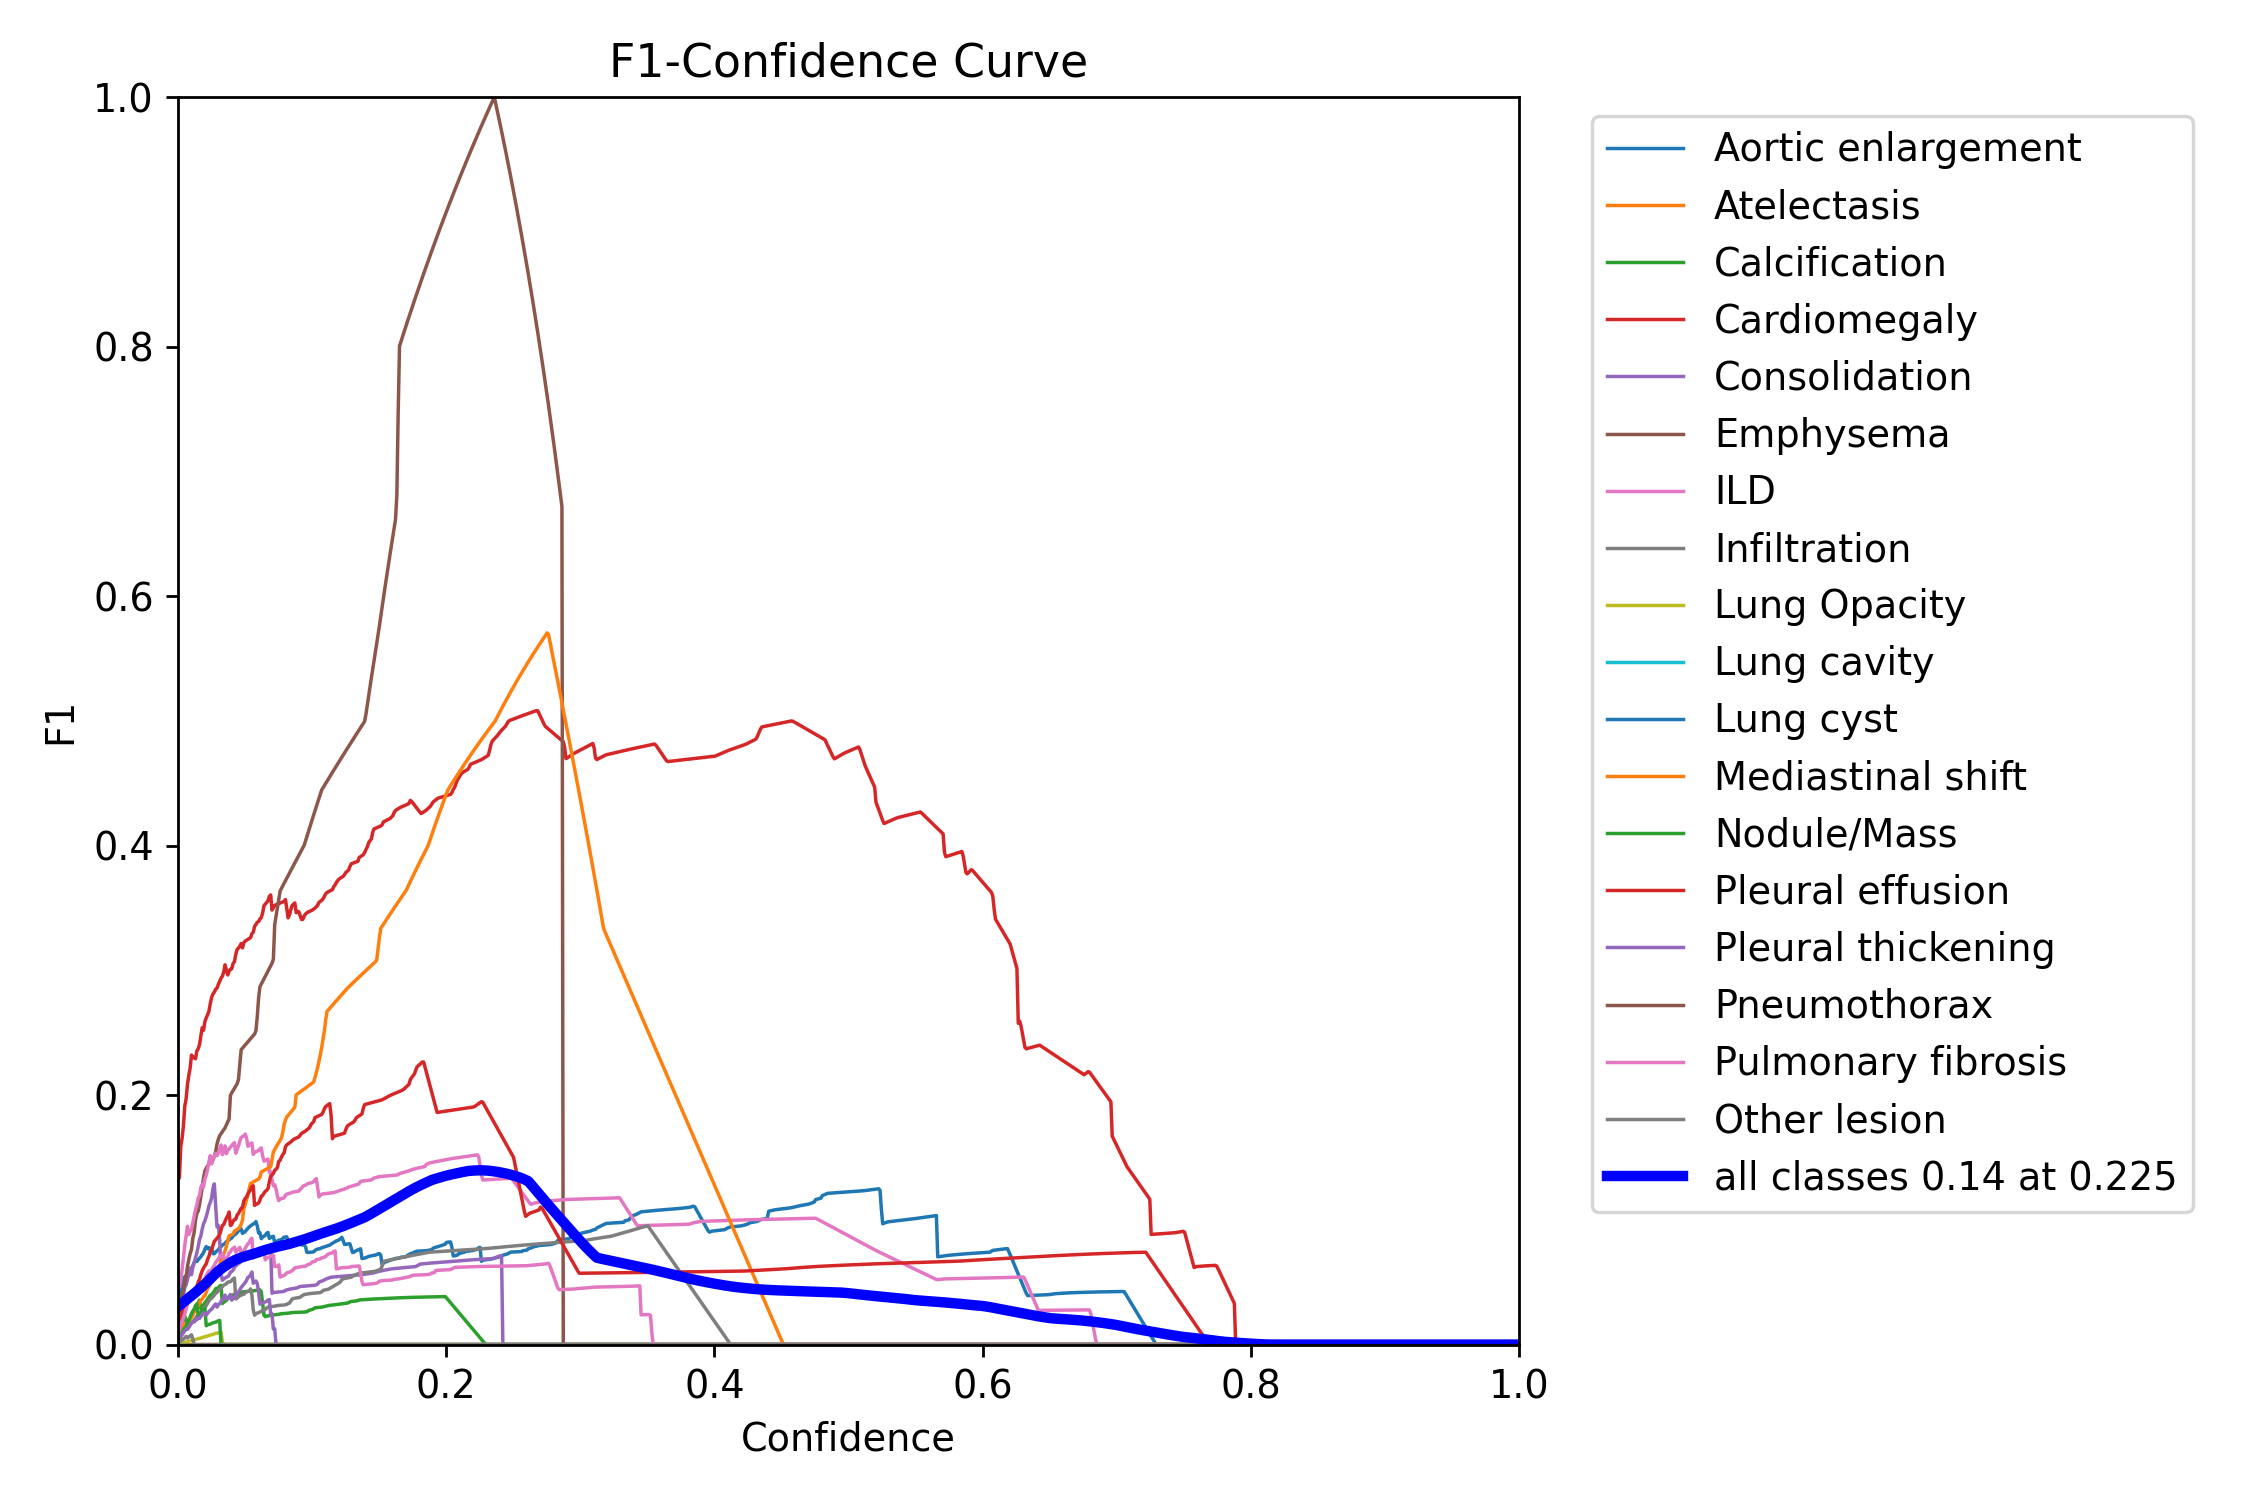 F1-Confidence Curve
1.0
0.8
0.6
0.4
0.2
0.0
F1
0.0 0.2 0.4 0.6 0.8 1.0
Confidence
Aortic enlargement
Atelectasis
Calcification
Cardiomegaly
Consolidation
Emphysema
ILD
Infiltration
Lung Opacity
Lung cavity
Lung cyst
Mediastinal shift
Nodule/Mass
Pleural effusion
Pleural thickening
Pneumothorax
Pulmonary fibrosis
Other lesion
all classes 0.14 at 0.225